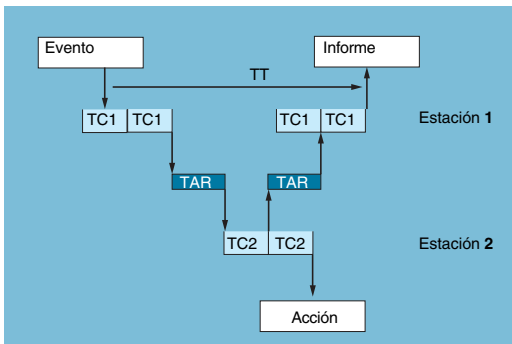 Evento
Informe
TT
TC1 TC1
TC1 TC1
Estación 1
TAR
TAR
TC2 TC2
Estación 2
Acción